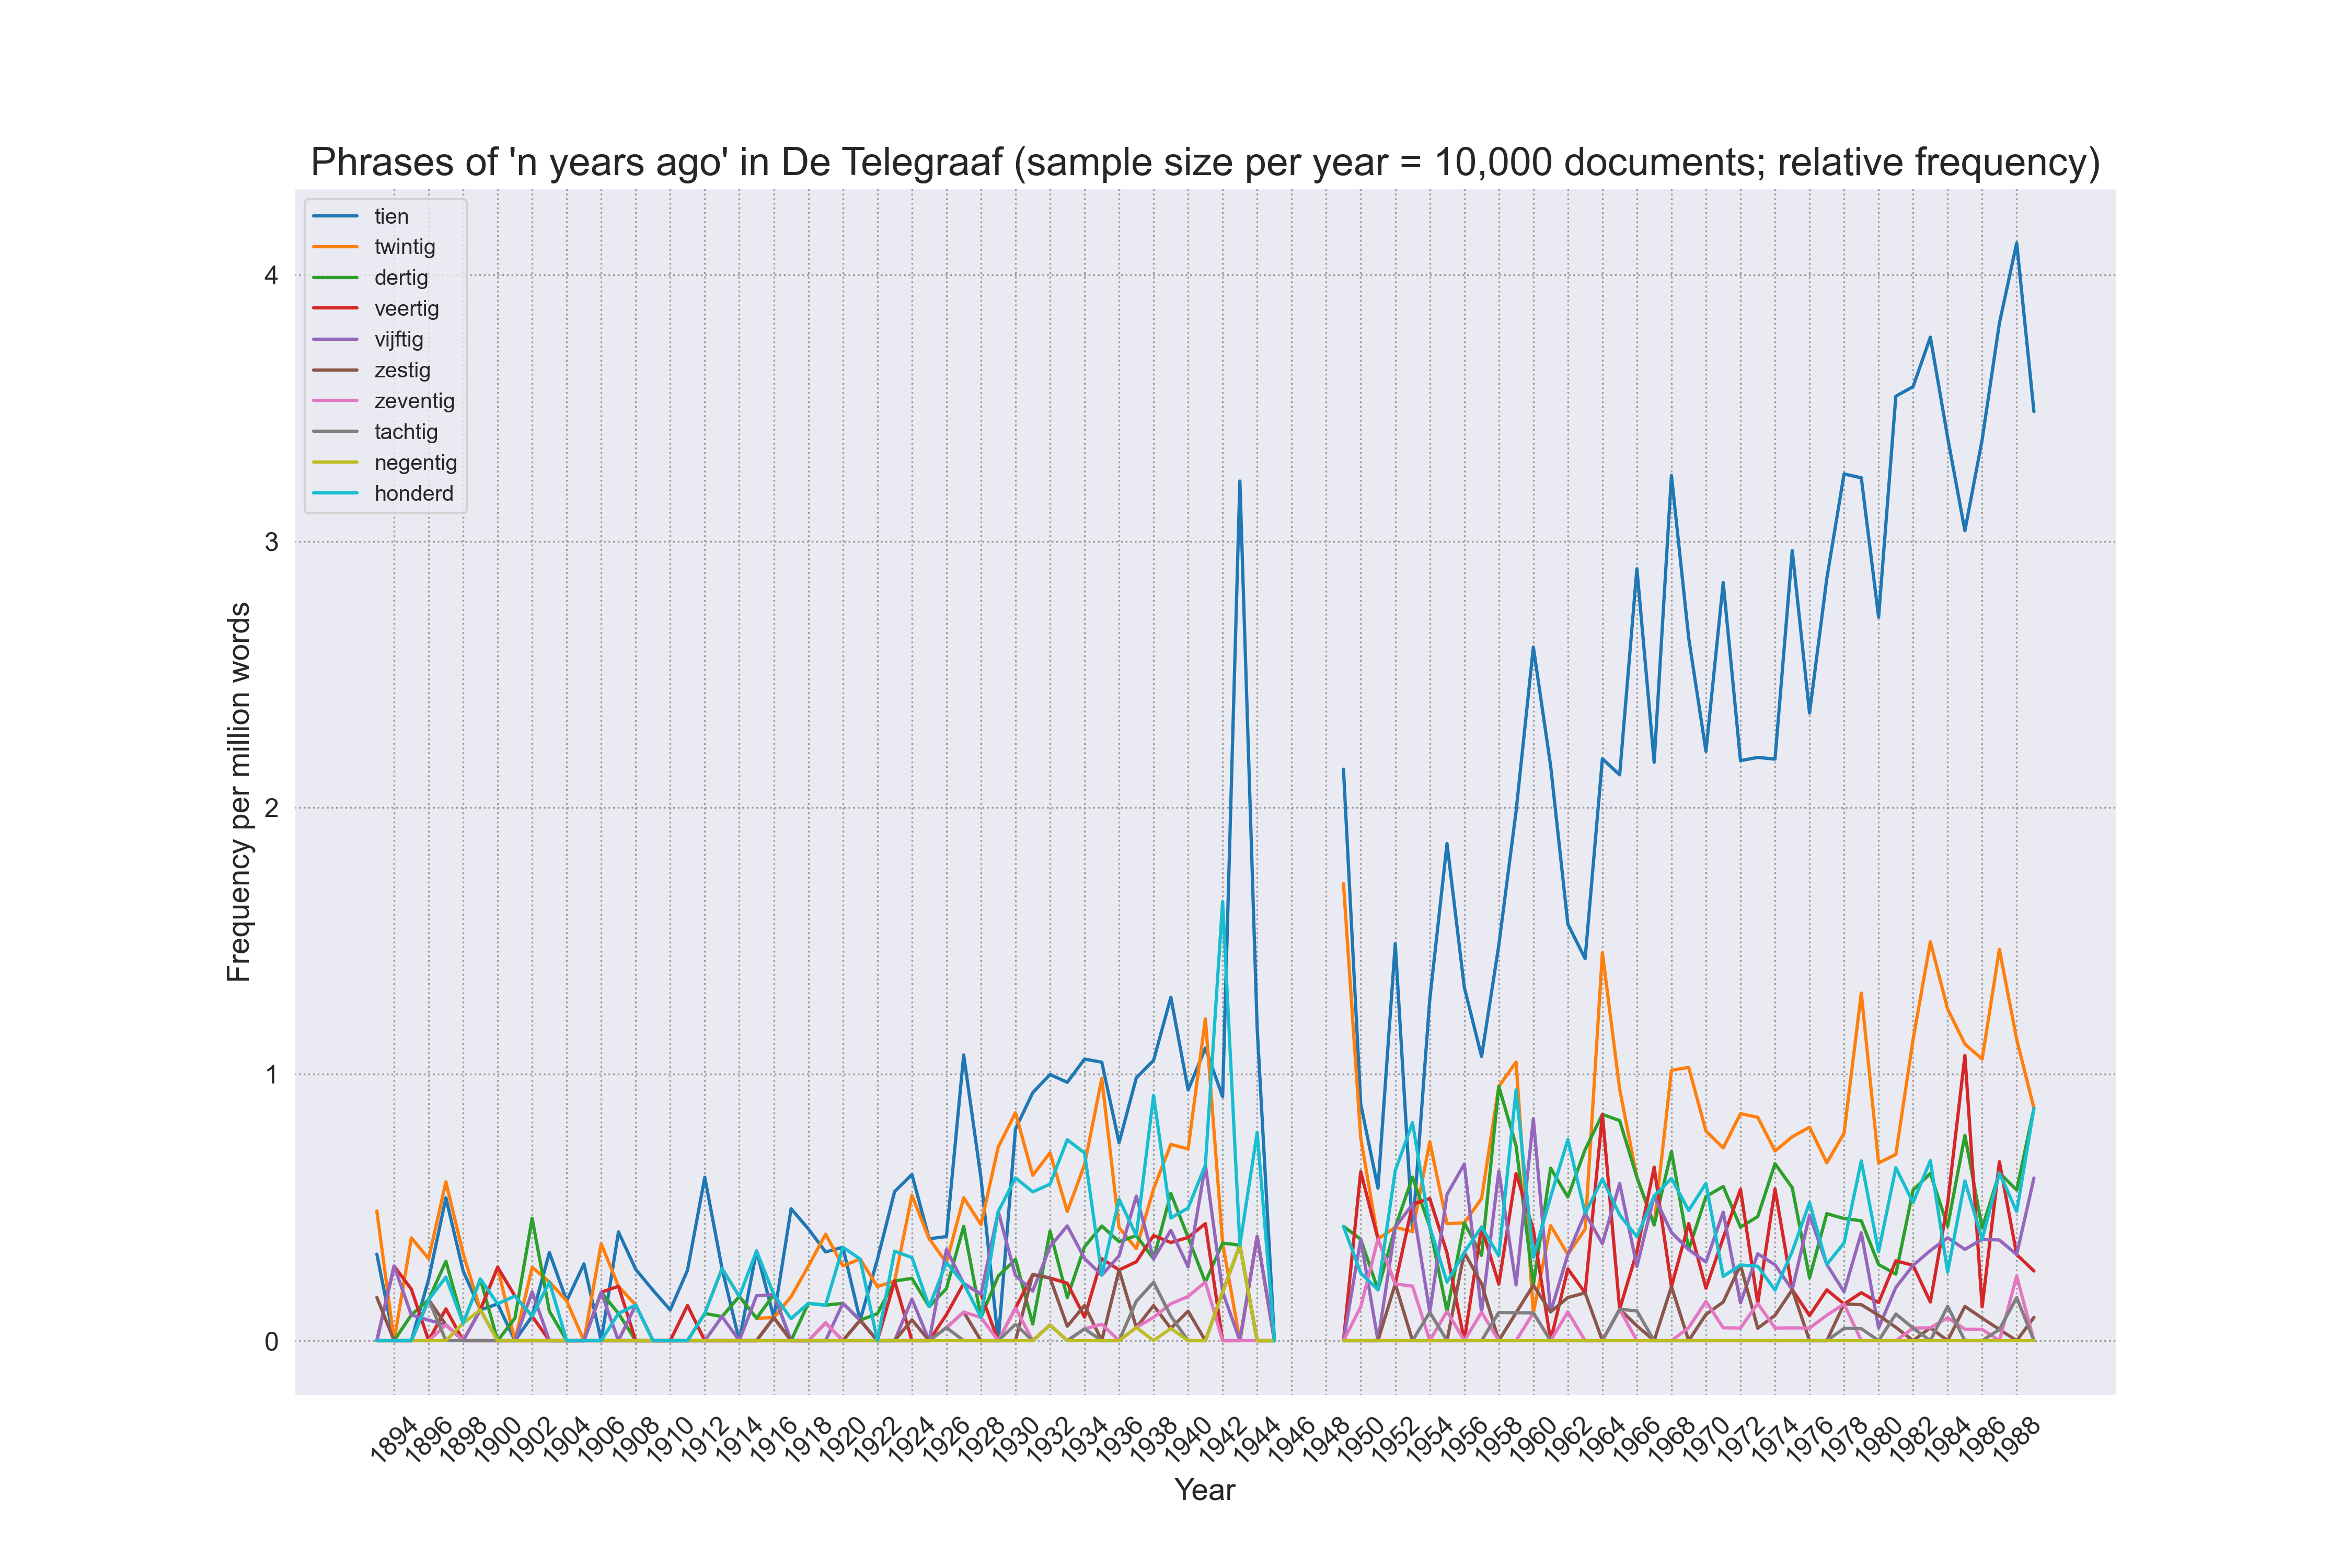 Phrases of 'n years ago' in De Telegraaf (sample size per year = 10,000 documents; relative frequency)
tien
twintig
dertig
veertig
vijftig
zestig
zeventig
tachtig
negentig
honderd
4
3
2
1
0
Frequency per million words
1894 1896 1898 1900 1902 1904 1906 1908 1910 1912 1914 1916 1918 1920 1922 1924 1926 1928 1930 1932 1934 1936 1938 1940 1942 1944 1946 1948 1950 1952 1954 1956 1958 1960 1962 1964 1966 1968 1970 1972 1974 1976 1978 1980 1982 1984 1986 1988
Year